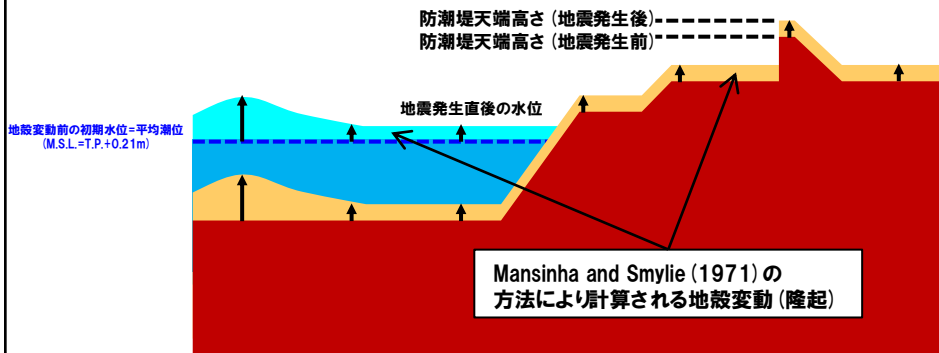 防潮堤天端高さ（地震発生後）
防潮堤天端高さ（地震発生前）
地震発生直後の水位
地殻変動前の初期水位=平均潮位
(M.S.L.=T.P.+0.21m)
Mansinha and Smylie（1971）の
方法により計算される地殻変動（隆起）